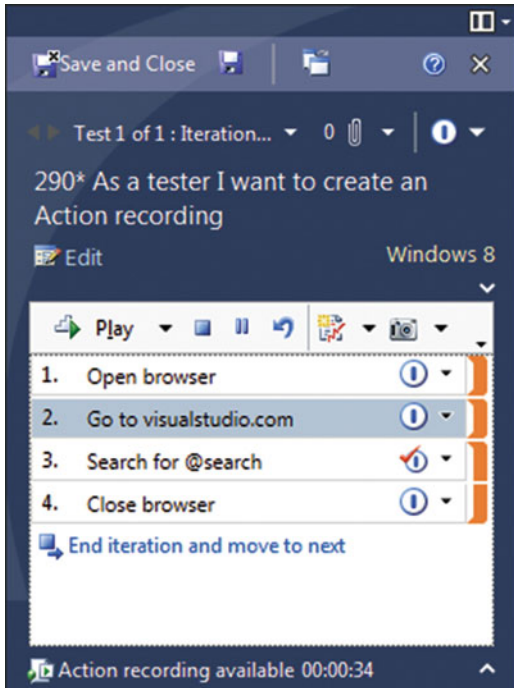 Save and Close
Test 1 of 1 : Iteration... 0
290* As a tester I want to create an
Action recording
Edit Windows 8
Play
1. Open browser
2. Go to visualstudio.com
3. Search for @search
4. Close browser
End iteration and move to next
Action recording available 00:00:34